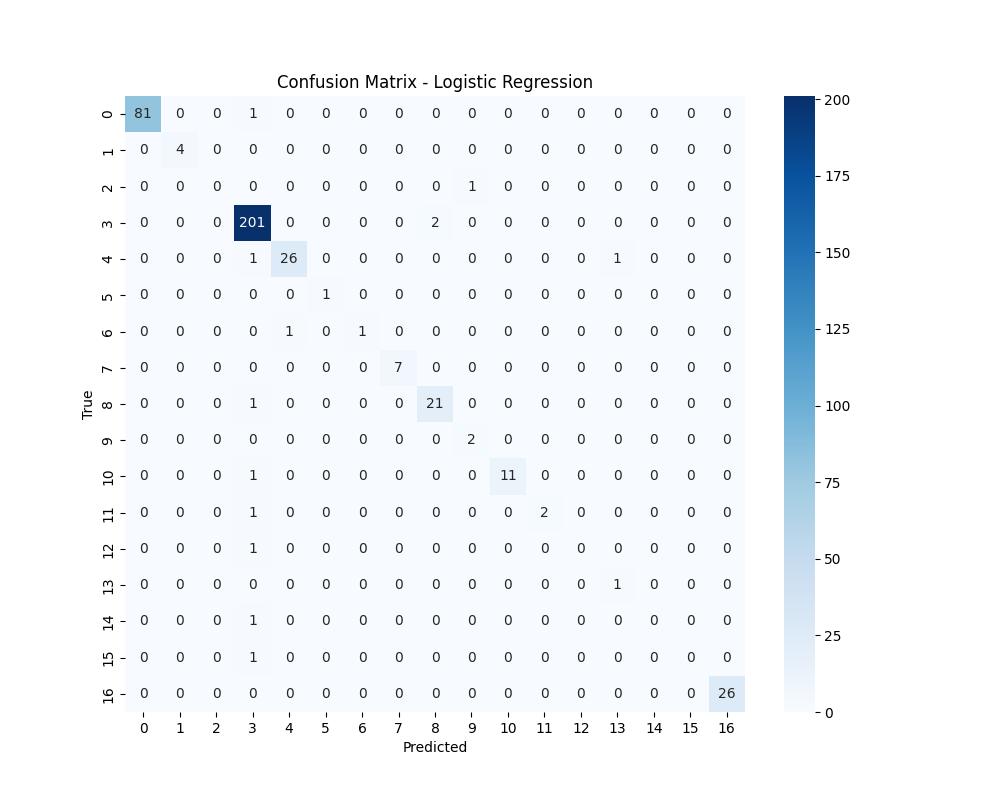 Confusion Matrix - Logistic Regression
0 81 0 0 1 0 0 0 0 0 0 0 0 0 0 0 0 0
1 0 4 0 0 0 0 0 0 0 0 0 0 0 0 0 0 0
2 0 0 0 0 0 0 0 0 0 1 0 0 0 0 0 0 0
3 0 0 0 201 0 0 0 0 2 0 0 0 0 0 0 0 0
4 0 0 0 1 26 0 0 0 0 0 0 0 0 1 0 0 0
5 0 0 0 0 0 1 0 0 0 0 0 0 0 0 0 0 0
6 0 0 0 0 1 0 1 0 0 0 0 0 0 0 0 0 0
7 0 0 0 0 0 0 0 7 0 0 0 0 0 0 0 0 0
8 0 0 0 1 0 0 0 0 21 0 0 0 0 0 0 0 0
9 0 0 0 0 0 0 0 0 0 2 0 0 0 0 0 0 0
10 0 0 0 1 0 0 0 0 0 0 11 0 0 0 0 0 0
11 0 0 0 1 0 0 0 0 0 0 0 2 0 0 0 0 0
12 0 0 0 1 0 0 0 0 0 0 0 0 0 0 0 0 0
13 0 0 0 0 0 0 0 0 0 0 0 0 0 1 0 0 0
14 0 0 0 1 0 0 0 0 0 0 0 0 0 0 0 0 0
15 0 0 0 1 0 0 0 0 0 0 0 0 0 0 0 0 0
16 0 0 0 0 0 0 0 0 0 0 0 0 0 0 0 0 26
True
0 1 2 3 4 5 6 7 8 9 10 11 12 13 14 15 16
Predicted
200
175
150
125
100
75
50
25
0